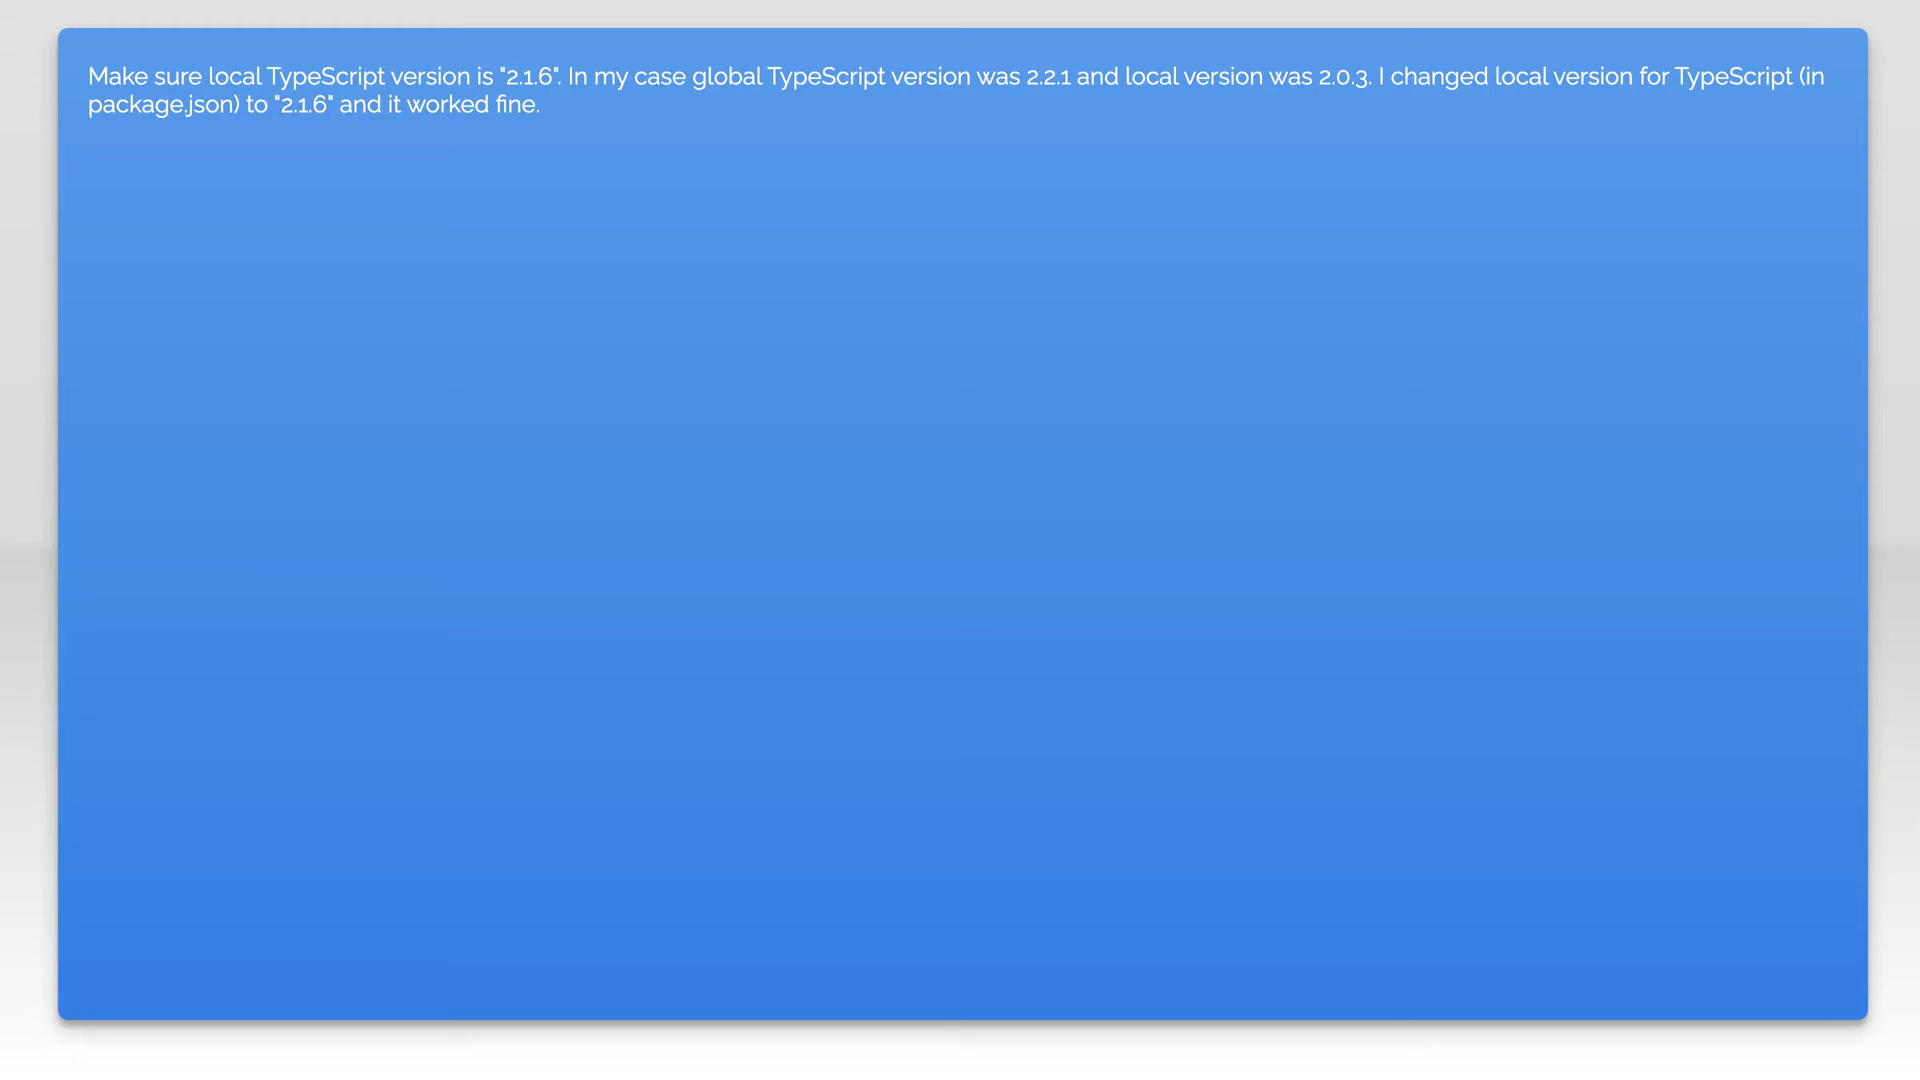 Make sure local TypeScript version is "2.1.6". In my case global TypeScript version was 2.2.1 and local version was 2.0.3. I changed local version for TypeScript (in
package.json) to "2.1.6" and it worked fine.